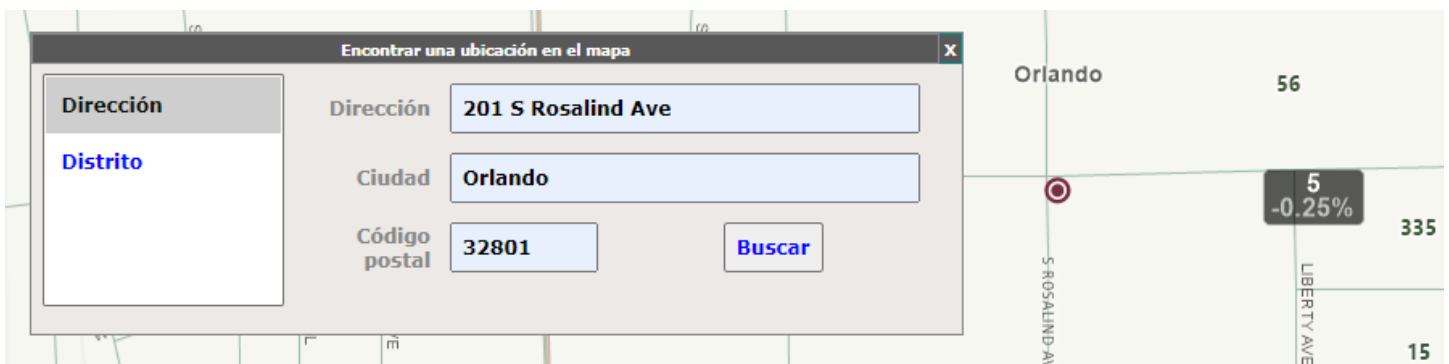 Encontrar una ubicación en el mapa
x
Dirección
Distrito
Dirección
201 S Rosalind Ave
Ciudad
Orlando
Código
postal
32801
Buscar
Orlando
56
5
-0.25%
335
S ROSALIND AV
LIBERTY AVE
15